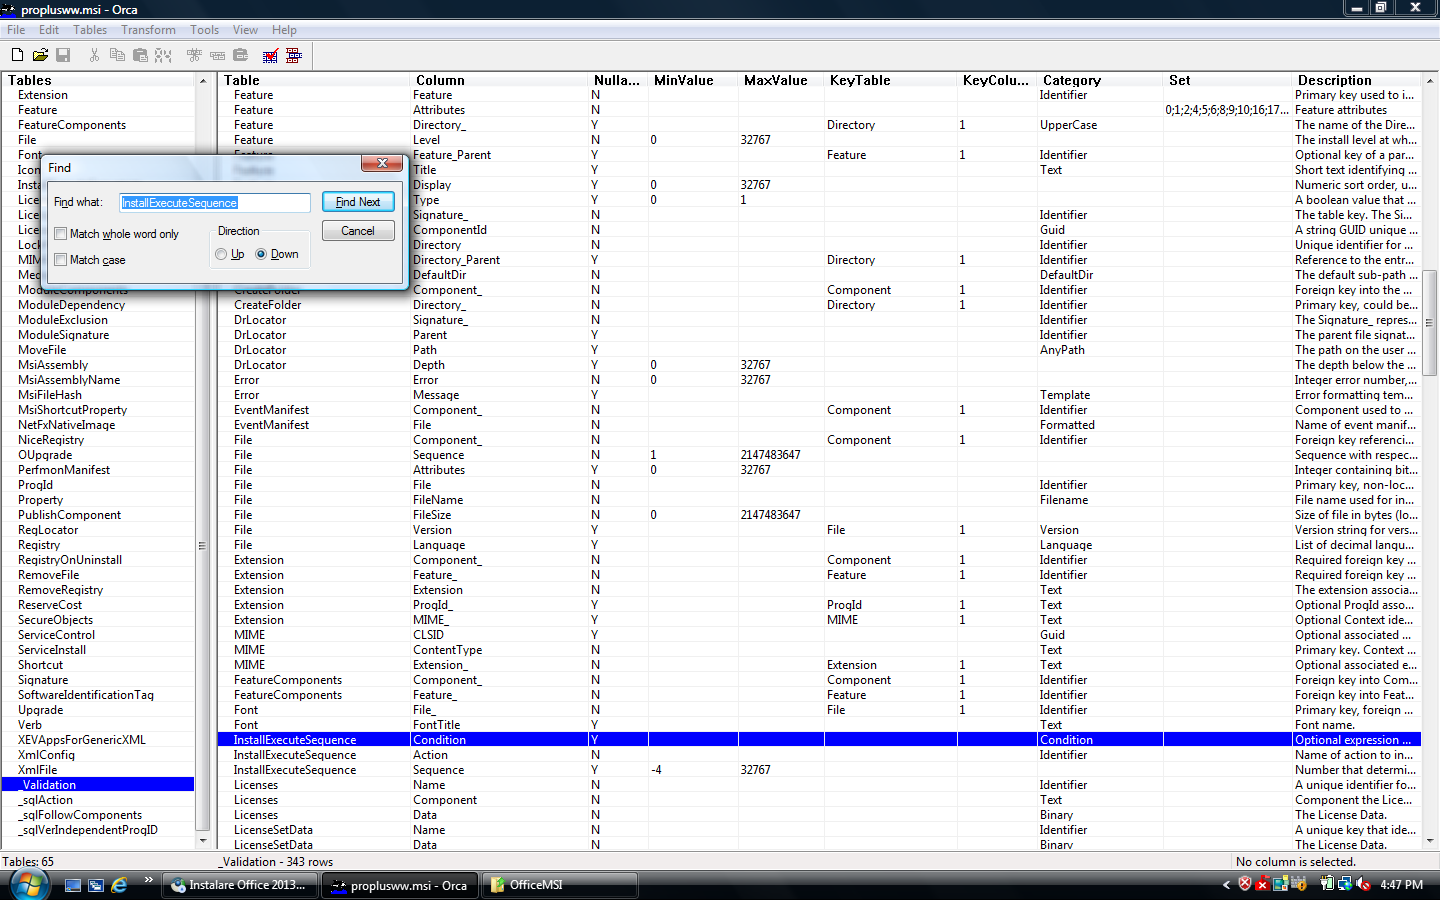 proplusww.msi - Orca
File Edit Tables Transform Tools View Help
Tables Table Column Nulla... MinValue MaxValue KeyTable KeyColu... Category Set Description
Extension Feature Feature N Identifier Primary key used to i...
Feature Feature Attributes N 0;1;2;4;5;6;8;9;10;16;17... Feature attributes
FeatureComponents Feature Directory_ Y Directory 1 UpperCase The name of the Dire...
File Feature Level N 0 32767 The install level at wh...
Font Feature_Parent Y Feature 1 Identifier Optional key of a par...
Title Y Text Short text identifying ...
Display Y 0 32767 Numeric sort order, u...
Type Y 0 1 A boolean value that ...
Signature_ N Identifier The table key. The Si...
ComponentId N Guid A string GUID unique ...
Directory N Identifier Unique identifier for ...
Directory_Parent Y Directory 1 Identifier Reference to the entr...
DefaultDir N DefaultDir The default sub-path ...
ModuleComponents CreateFolder Component_ N Component 1 Identifier Foreign key into the ...
ModuleDependency CreateFolder Directory_ N Directory 1 Identifier Primary key, could be...
ModuleExclusion DrLocator Signature_ N Identifier The Signature_ repres...
ModuleSignature DrLocator Parent Y Identifier The parent file signat...
MoveFile DrLocator Path Y AnyPath The path on the user ...
MsiAssembly DrLocator Depth Y 0 32767 The depth below the ...
MsiAssemblyName Error Error N 0 32767 Integer error number,...
MsiFileHash Error Message Y Template Error formatting tem...
MsiShortcutProperty EventManifest Component_ N Component 1 Identifier Component used to ...
NetFxNativeImage EventManifest File N Formatted Name of event manif...
NiceRegistry File Component_ N Component 1 Identifier Foreign key referenci...
OUpgrade File Sequence N 1 2147483647 Sequence with respec...
PerfmonManifest File Attributes Y 0 32767 Integer containing bit...
ProgId File File N Identifier Primary key, non-loc...
Property File FileName N Filename File name used for in...
PublishComponent File FileSize N 0 2147483647 Size of file in bytes (lo...
RegLocator File Version Y File 1 Version Version string for vers...
Registry File Language Y Language List of decimal langu...
RegistryOnUninstall Extension Component_ N Component 1 Identifier Required foreign key ...
RemoveFile Extension Feature_ N Feature 1 Identifier Required foreign key ...
RemoveRegistry Extension Extension N Text The extension associa...
ReserveCost Extension ProgId_ Y ProgId 1 Text Optional ProgId asso...
SecureObjects Extension MIME_ Y MIME 1 Text Optional Context ide...
ServiceControl MIME CLSID Y Guid Optional associated ...
ServiceInstall MIME ContentType N Text Primary key. Context ...
Shortcut MIME Extension_ N Extension 1 Text Optional associated e...
Signature FeatureComponents Component_ N Component 1 Identifier Foreign key into Com...
SoftwareIdentificationTag FeatureComponents Feature_ N Feature 1 Identifier Foreign key into Feat...
Upgrade Font File_ N File 1 Identifier Primary key, foreign ...
Verb Font FontTitle Y Text Font name.
XEVAppsForGenericXML InstallExecuteSequence Condition Y Condition Optional expression ...
XmlConfig InstallExecuteSequence Action N Identifier Name of action to in...
XmlFile InstallExecuteSequence Sequence Y -4 32767 Number that determi...
_Validation Licenses Name N Identifier A unique identifier fo...
_sqlAction Licenses Component N Text Component the Lice...
_sqlFollowComponents Licenses Data N Binary The License Data.
_sqlVerIndependentProgID LicenseSetData Name N Identifier A unique key that ide...
LicenseSetData Data N Binary The License Data.
Find
Find what: InstallExecuteSequence Find Next
Match whole word only Direction Cancel
Match case Up Down
Tables: 65 _Validation - 343 rows No column is selected.
Instalare Office 2013... proplusww.msi - Orca OfficeMSI 4:47 PM